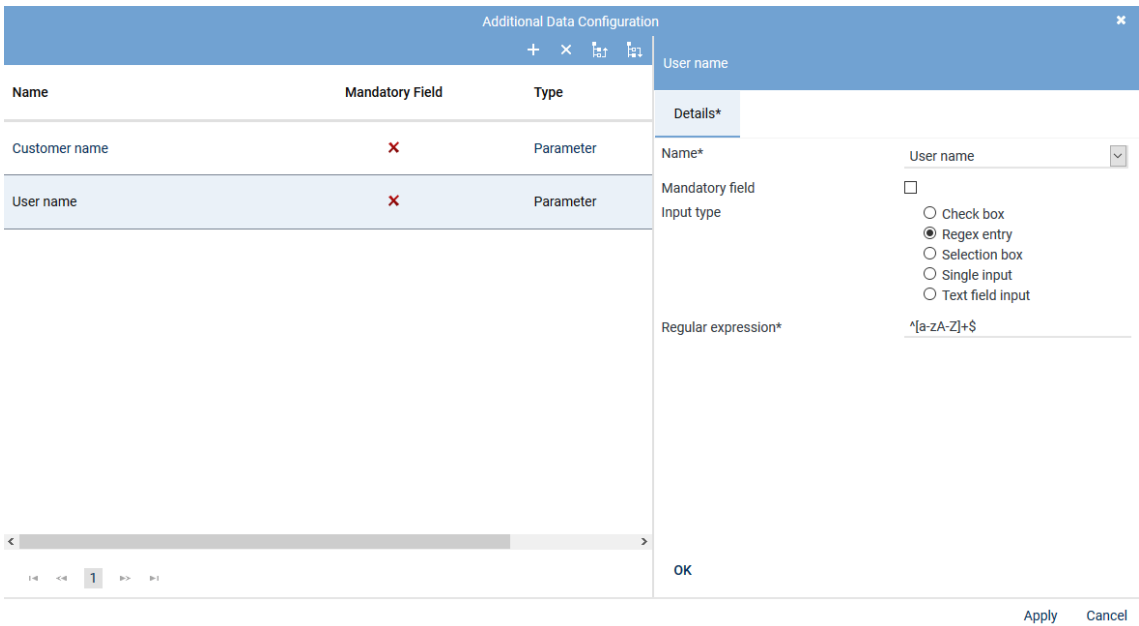 Additional Data Configuration
Name Mandatory Field Type
Customer name Parameter
User name Parameter
1
User name
Details*
Name* User name
Mandatory field
Input type
Check box
Regex entry
Selection box
Single input
Text field input
Regular expression* ^[a-zA-Z]+$
OK
Apply Cancel